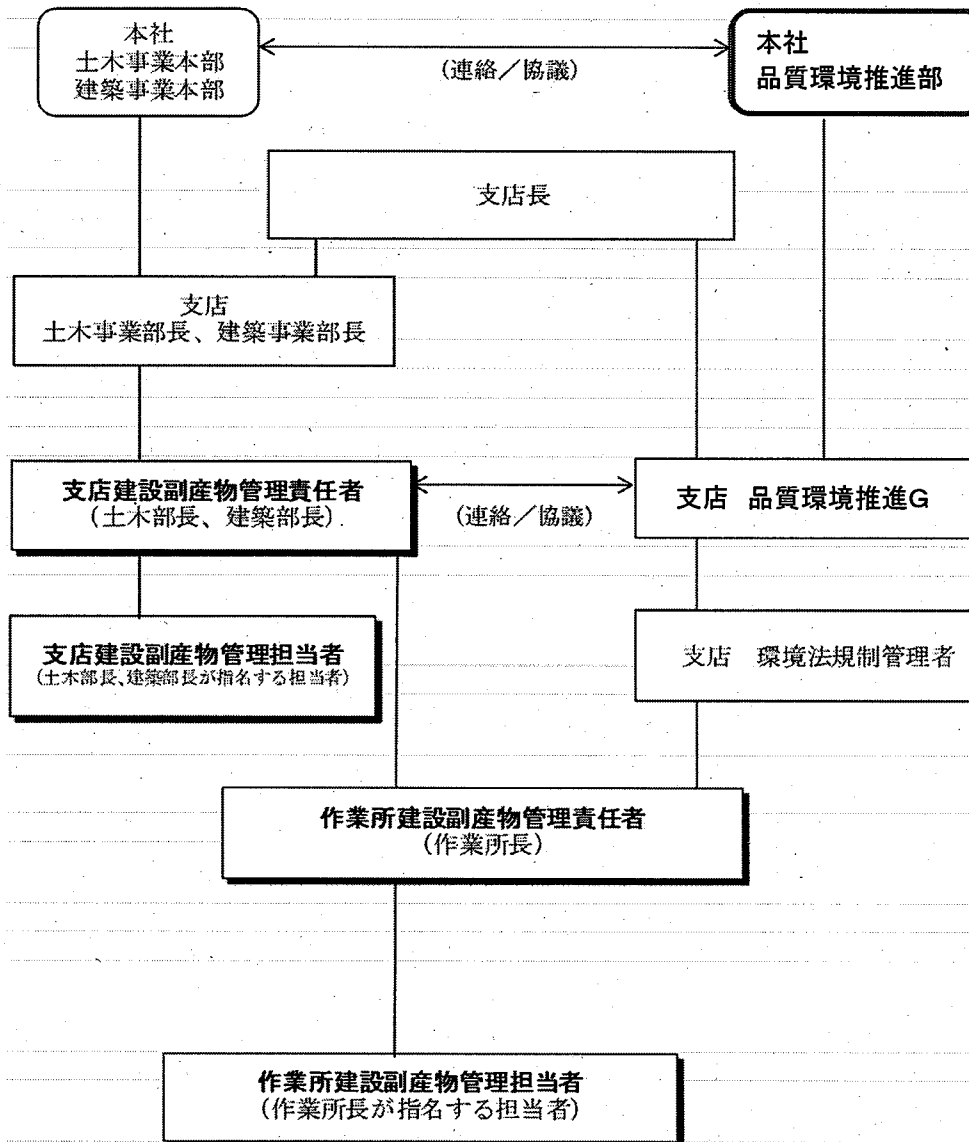 本社
土木事業本部
建築事業本部
(連絡／協議)
本社
品質環境推進部
支店長
支店
土木事業部長、建築事業部長
支店建設副産物管理責任者
（土木部長、建築部長）
(連絡／協議)
支店 品質環境推進G
支店建設副産物管理担当者
(土木部長、建築部長が指名する担当者)
支店 環境法規制管理者
作業所建設副産物管理責任者
（作業所長）
作業所建設副産物管理担当者
（作業所長が指名する担当者）